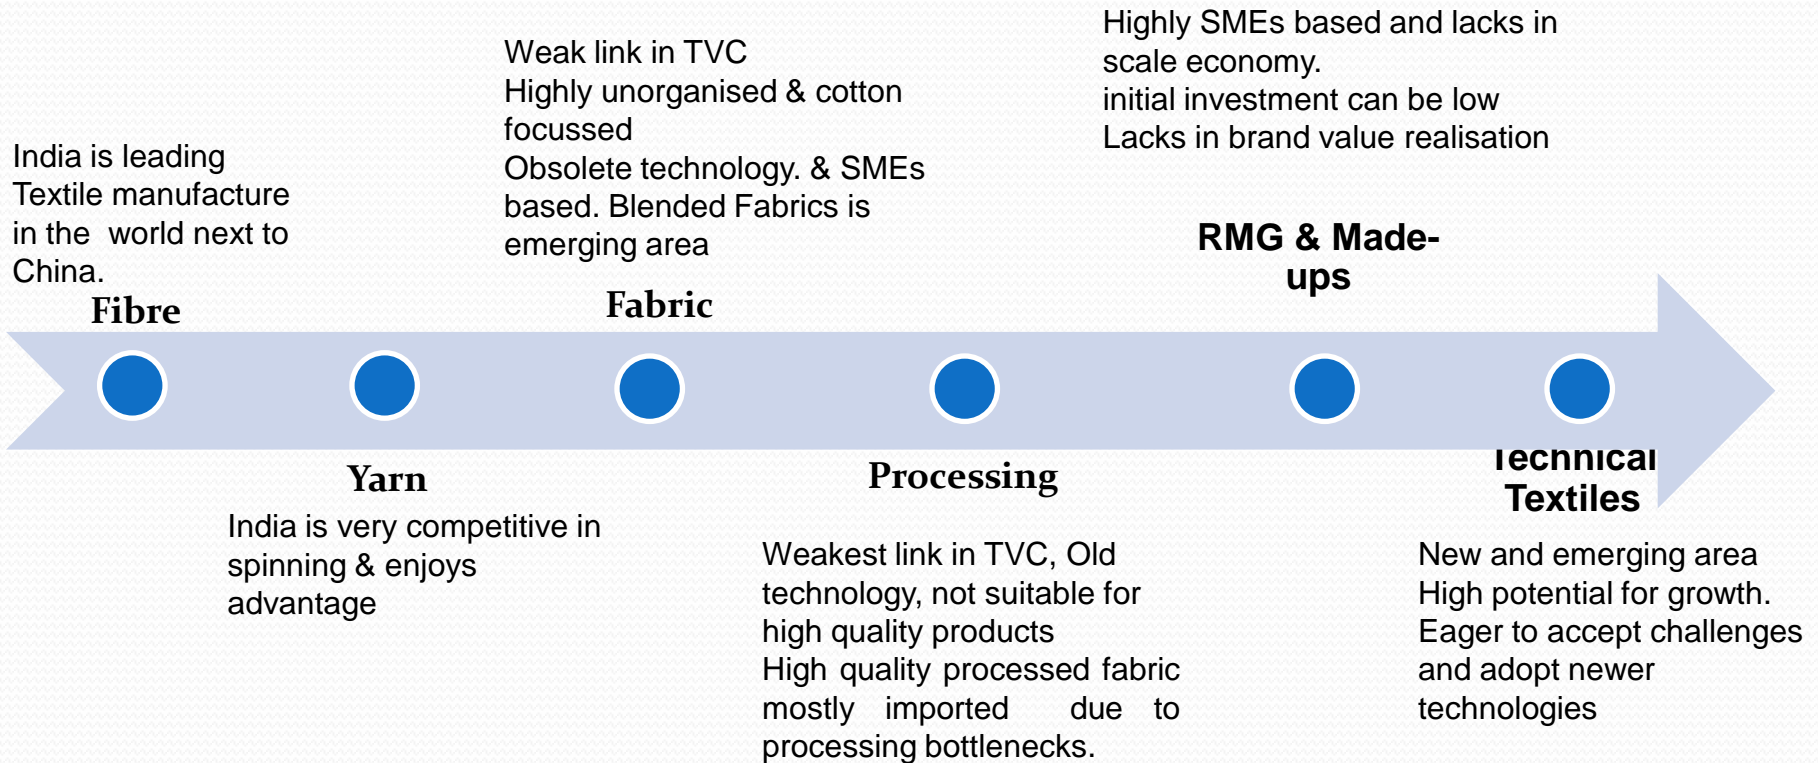 India is leading
Textile manufacture
in the world next to
China.
Fibre
Yarn
India is very competitive in
spinning & enjoys
advantage
Weak link in TVC
Highly unorganised & cotton
focussed
Obsolete technology. & SMEs
based. Blended Fabrics is
emerging area
Fabric
Processing
Weakest link in TVC, Old
technology, not suitable for
high quality products
High quality processed fabric
mostly imported due to
processing bottlenecks.
Highly SMEs based and lacks in
scale economy.
initial investment can be low
Lacks in brand value realisation
RMG & Made-
ups
Technical
Textiles
New and emerging area
High potential for growth.
Eager to accept challenges
and adopt newer
technologies